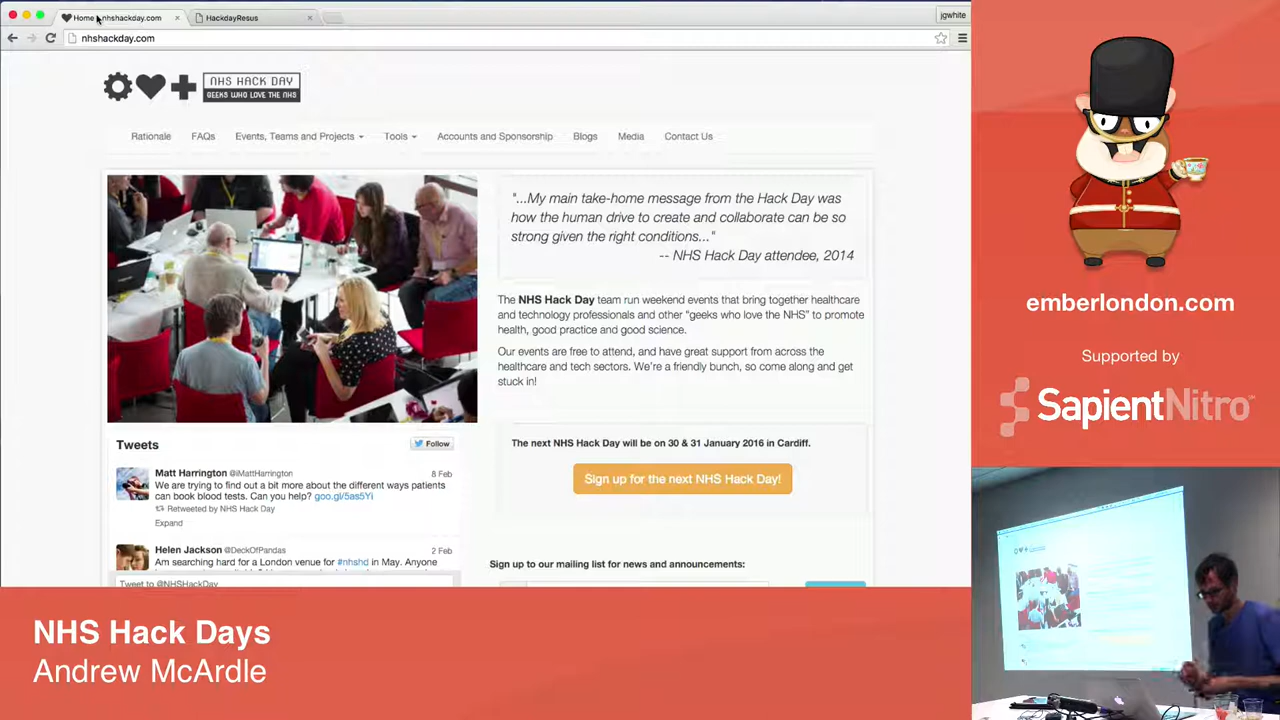 Home - nhshackday.com
HackdayResus
jgwhite
nhshackday.com
NHS HACK DAY
GEEKS WHO LOVE THE NHS
Rationale
FAQs
Events, Teams and Projects
Tools
Accounts and Sponsorship
Blogs
Media
Contact Us
"...My main take-home message from the Hack Day was
how the human drive to create and collaborate can be so
strong given the right conditions..."
-- NHS Hack Day attendee, 2014
The NHS Hack Day team run weekend events that bring together healthcare
and technology professionals and other "geeks who love the NHS" to promote
health, good practice and good science.
Our events are free to attend, and have great support from across the
healthcare and tech sectors. We're a friendly bunch, so come along and get
stuck in!
The next NHS Hack Day will be on 30 & 31 January 2016 in Cardiff.
Sign up for the next NHS Hack Day!
Sign up to our mailing list for news and announcements:
Tweets
Follow
Matt Harrington @iMattHarrington 8 Feb
We are trying to find out a bit more about the different ways patients
can book blood tests. Can you help? goo.gl/5as5Yi
Retweeted by NHS Hack Day
Expand
Helen Jackson @DeckOfPandas 2 Feb
Am searching hard for a London venue for #nhshd in May. Anyone
Tweet to @NHSHackDay
emberlondon.com
Supported by
SapientNitro
NHS Hack Days
Andrew McArdle